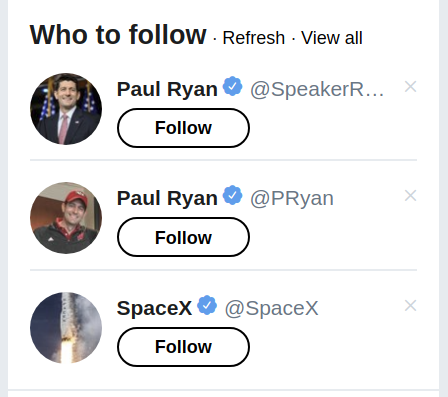 Who to follow · Refresh · View all
Paul Ryan @SpeakerR...
Follow
Paul Ryan @PRyan
Follow
SpaceX @SpaceX
Follow